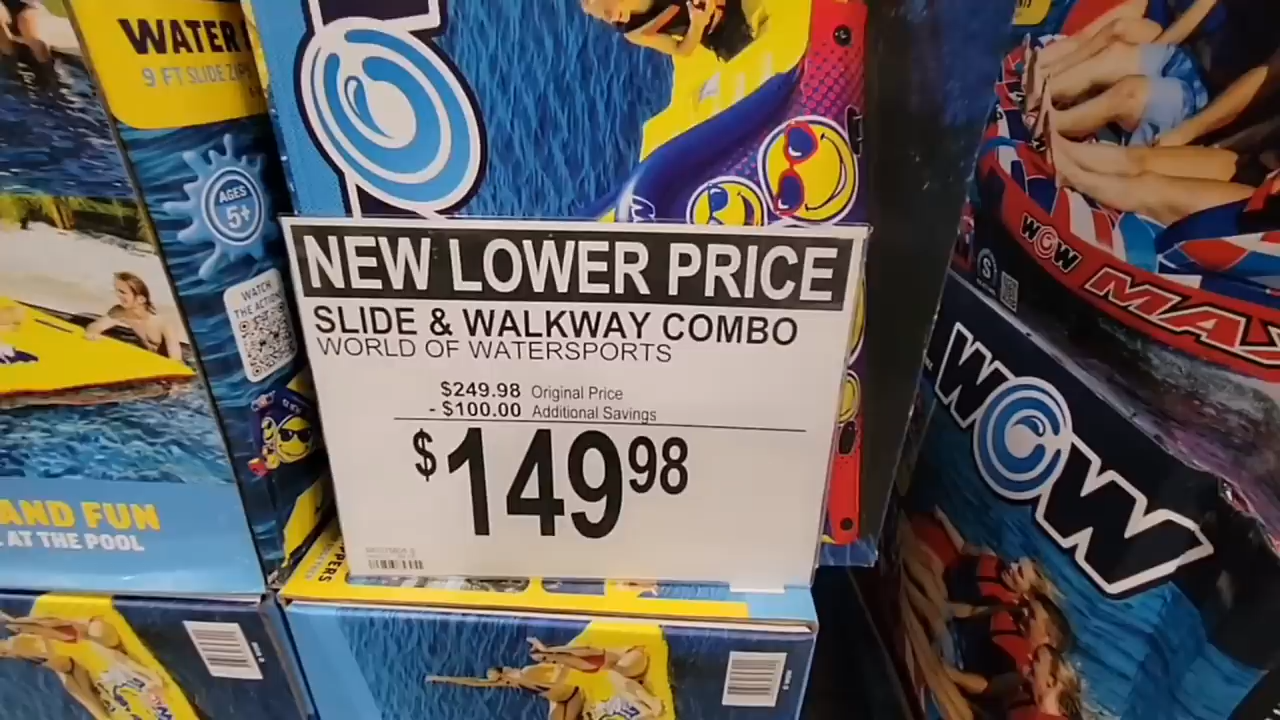 WATER
9 FT SLIDE
AGES
5+
WATCH
THE ACTION
AND FUN
AT THE POOL
NEW LOWER PRICE
SLIDE & WALKWAY COMBO
WORLD OF WATERSPORTS
$249.98 Original Price
- $100.00 Additional Savings
$149 98
WOW
MAX
S
WOW